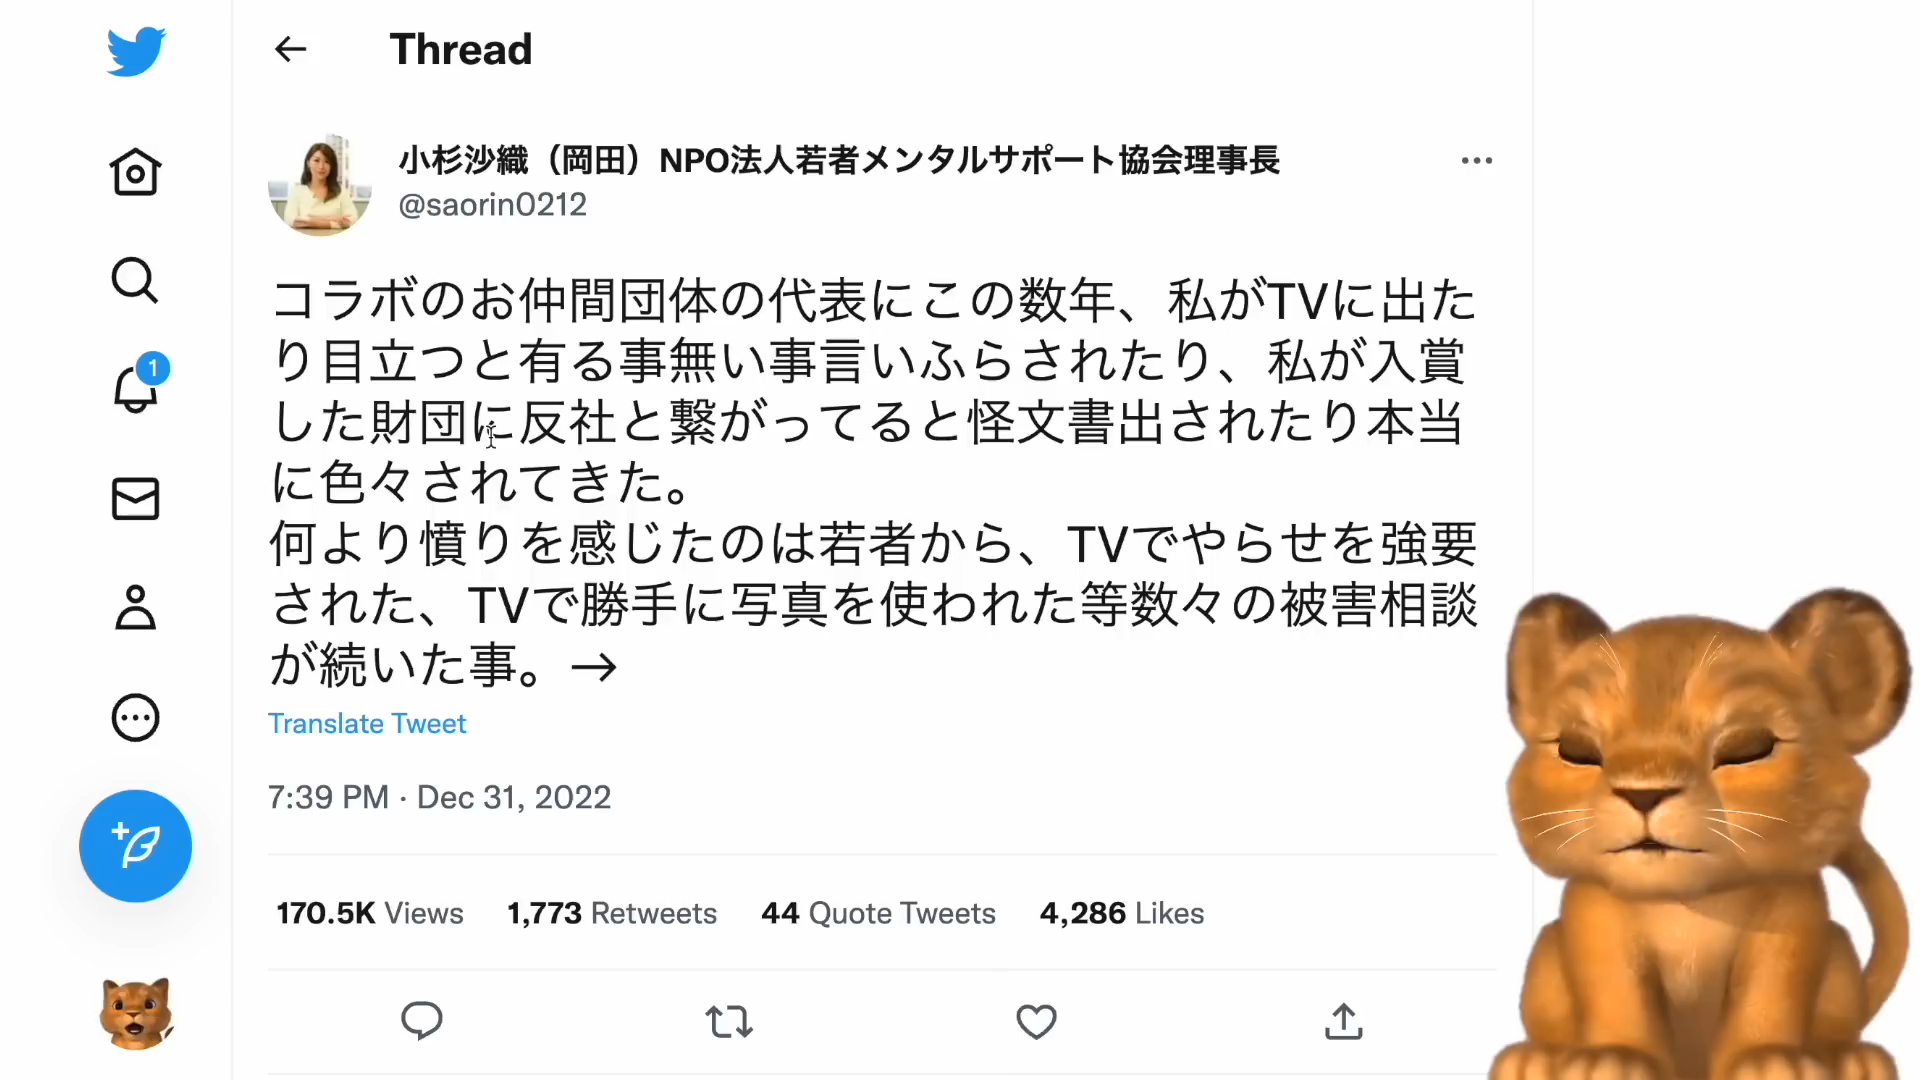 Thread
小杉沙織（岡田）NPO法人若者メンタルサポート協会理事長
@saorin0212
コラボのお仲間団体の代表にこの数年、私がTVに出た
り目立つと有る事無い事言いふらされたり、私が入賞
した財団に反社と繋がってると怪文書出されたり本当
に色々されてきた。
何より憤りを感じたのは若者から、TVでやらせを強要
された、TVで勝手に写真を使われた等数々の被害相談
が続いた事。→
Translate Tweet
7:39 PM · Dec 31, 2022
170.5K Views 1,773 Retweets 44 Quote Tweets 4,286 Likes
1